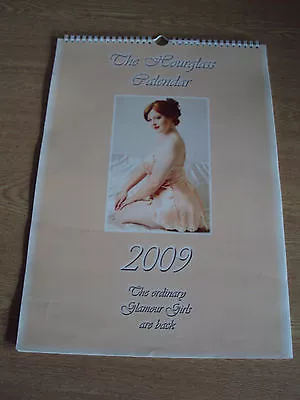 The Hourglass
Calendar
2009
The ordinary
Glamour Girls
are back